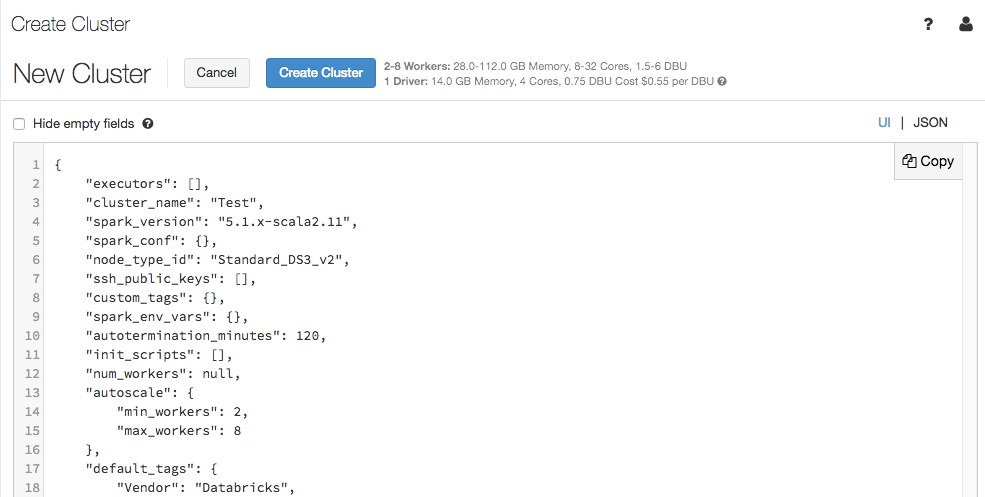 Create Cluster ?
New Cluster Cancel Create Cluster 2-8 Workers: 28.0-112.0 GB Memory, 8-32 Cores, 1.5-6 DBU
1 Driver: 14.0 GB Memory, 4 Cores, 0.75 DBU Cost $0.55 per DBU ?
Hide empty fields ? UI | JSON
Copy
1 {
2 "executors": [],
3 "cluster_name": "Test",
4 "spark_version": "5.1.x-scala2.11",
5 "spark_conf": {},
6 "node_type_id": "Standard_DS3_v2",
7 "ssh_public_keys": [],
8 "custom_tags": {},
9 "spark_env_vars": {},
10 "autotermination_minutes": 120,
11 "init_scripts": [],
12 "num_workers": null,
13 "autoscale": {
14 "min_workers": 2,
15 "max_workers": 8
16 },
17 "default_tags": {
18 "Vendor": "Databricks",